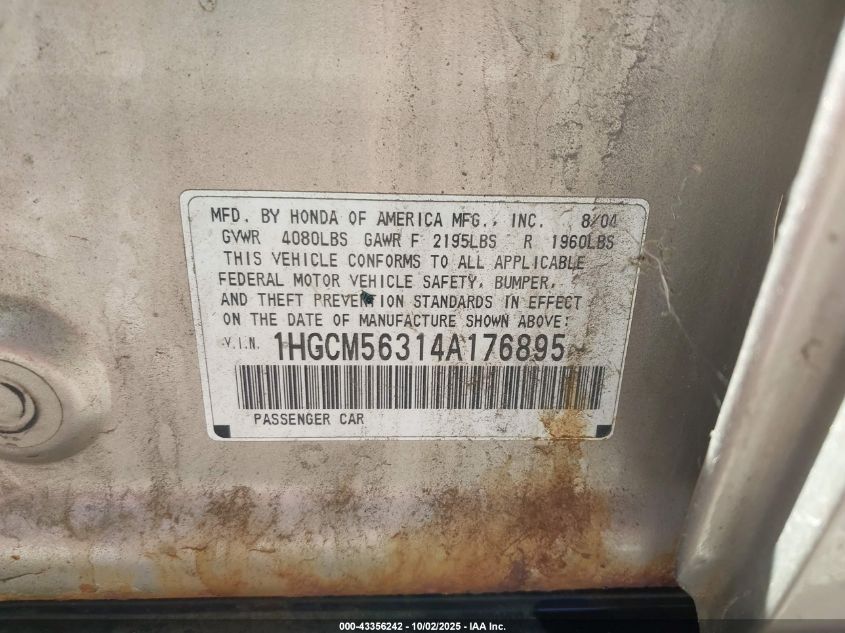 MFD. BY HONDA OF AMERICA MFG., INC. 8/04
GVWR 4080LBS GAWR F 2195LBS R 1960LBS
THIS VEHICLE CONFORMS TO ALL APPLICABLE
FEDERAL MOTOR VEHICLE SAFETY, BUMPER,
AND THEFT PREVENTION STANDARDS IN EFFECT
ON THE DATE OF MANUFACTURE SHOWN ABOVE:
V.I.N. 1HGCM56314A176895
PASSENGER CAR
000-43356242 - 10/02/2025 - IAA Inc.